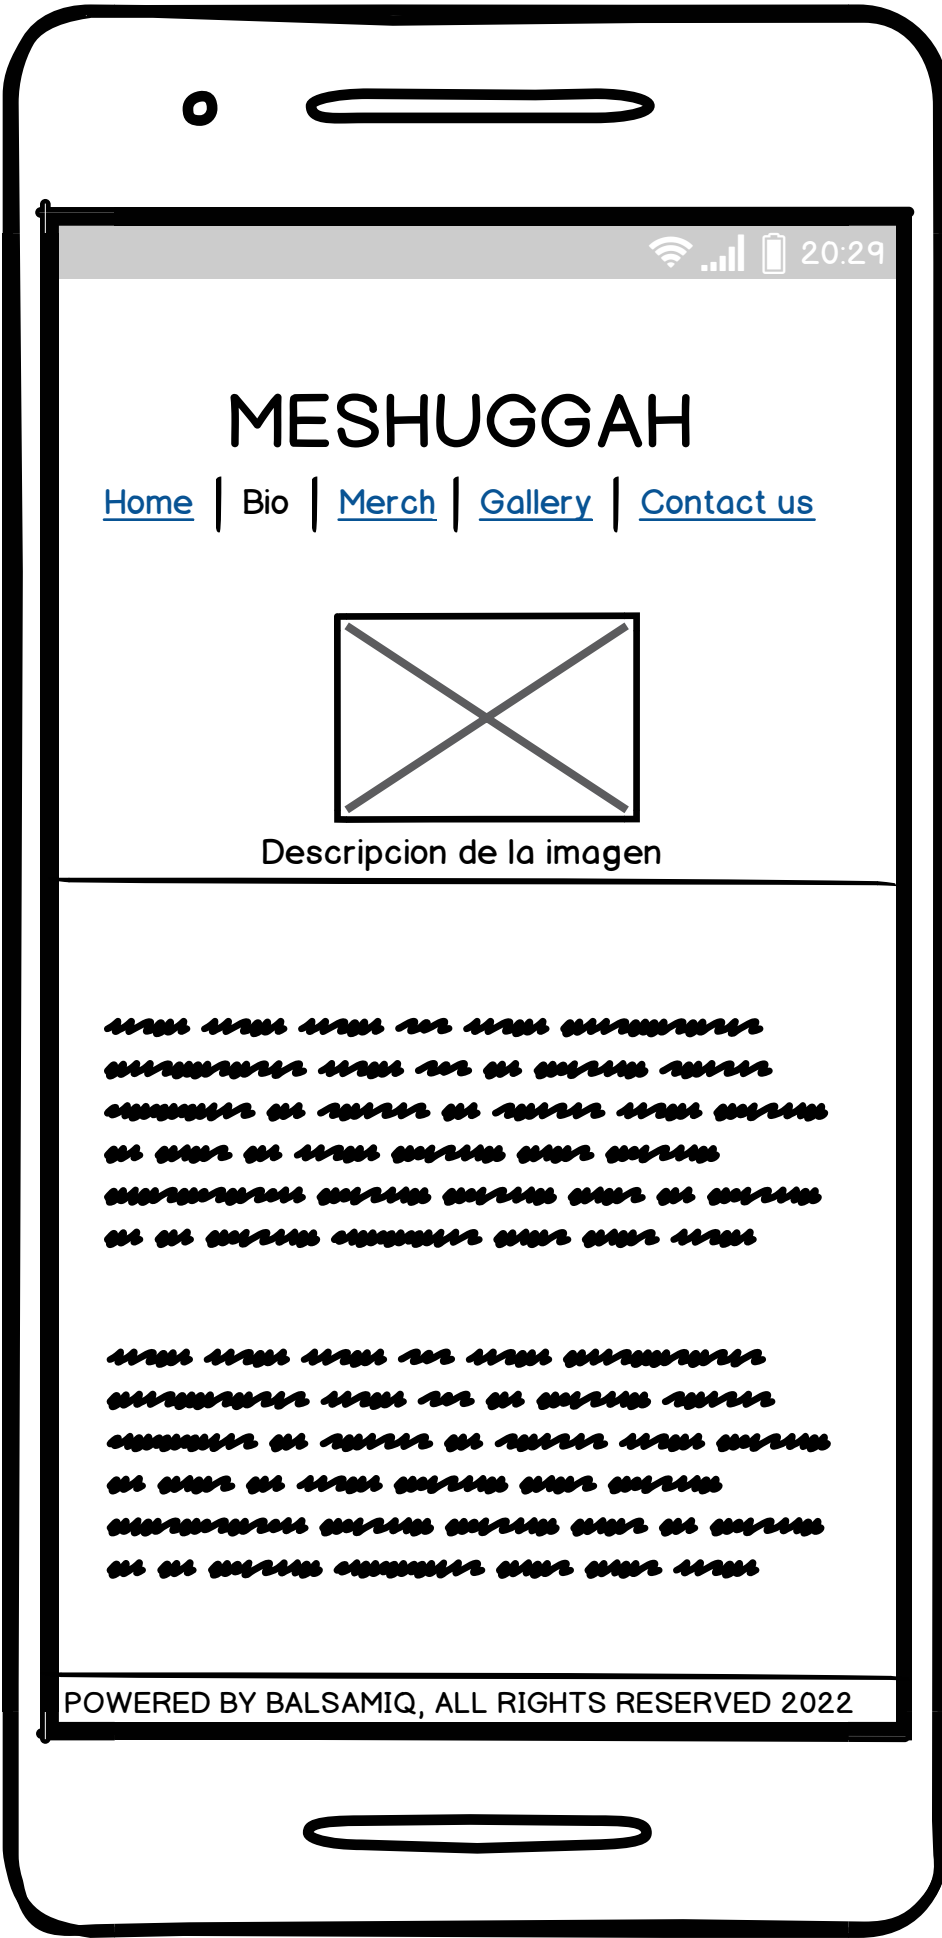 20:29
MESHUGGAH
Home | Bio | Merch | Gallery | Contact us
Descripcion de la imagen
POWERED BY BALSAMIQ, ALL RIGHTS RESERVED 2022